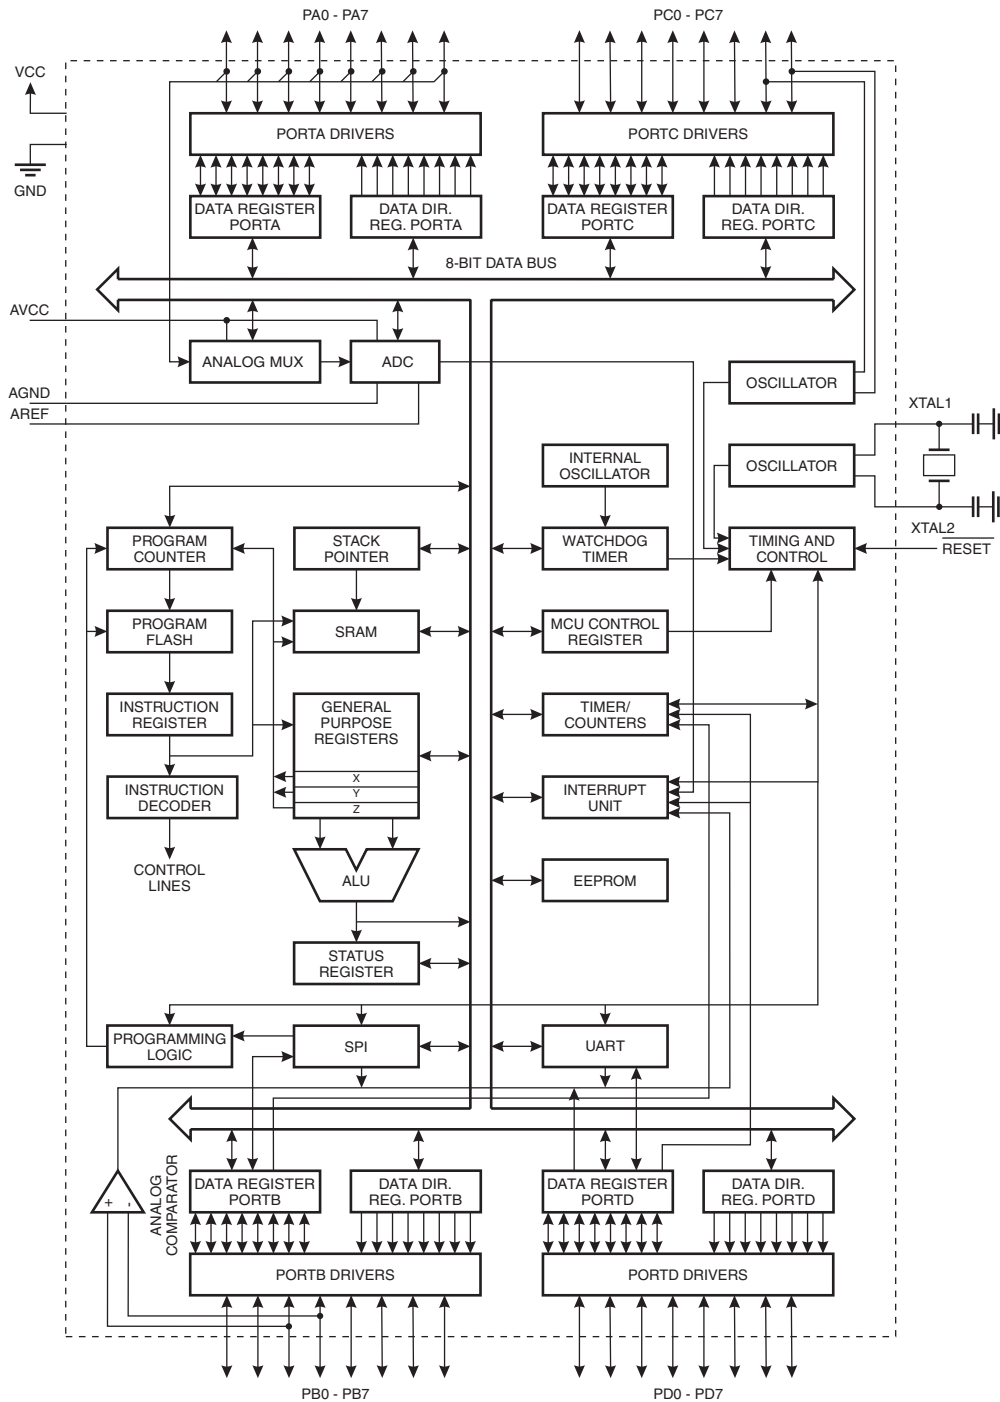 PA0 - PA7
PC0 - PC7
VCC
GND
PORTA DRIVERS
PORTC DRIVERS
DATA REGISTER
PORTA
DATA DIR.
REG. PORTA
DATA REGISTER
PORTC
DATA DIR.
REG. PORTC
8-BIT DATA BUS
AVCC
ANALOG MUX
ADC
AGND
AREF
OSCILLATOR
XTAL1
INTERNAL
OSCILLATOR
OSCILLATOR
XTAL2
RESET
PROGRAM
COUNTER
STACK
POINTER
WATCHDOG
TIMER
TIMING AND
CONTROL
PROGRAM
FLASH
SRAM
MCU CONTROL
REGISTER
INSTRUCTION
REGISTER
GENERAL
PURPOSE
REGISTERS
X
Y
Z
TIMER/
COUNTERS
INSTRUCTION
DECODER
INTERRUPT
UNIT
CONTROL
LINES
ALU
EEPROM
STATUS
REGISTER
PROGRAMMING
LOGIC
SPI
UART
ANALOG
COMPARATOR
+
-
DATA REGISTER
PORTB
DATA DIR.
REG. PORTB
DATA REGISTER
PORTD
DATA DIR.
REG. PORTD
PORTB DRIVERS
PORTD DRIVERS
PB0 - PB7
PD0 - PD7